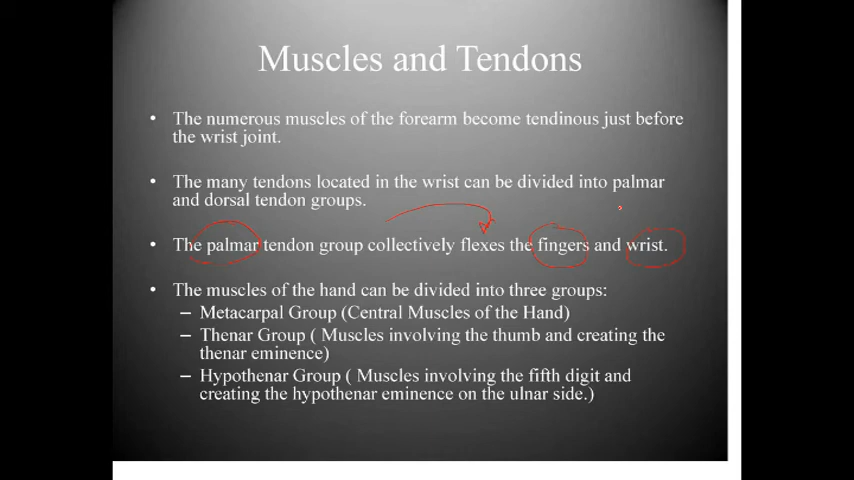 Muscles and Tendons
• The numerous muscles of the forearm become tendinous just before
the wrist joint.
• The many tendons located in the wrist can be divided into palmar
and dorsal tendon groups.
• The palmar tendon group collectively flexes the fingers and wrist.
• The muscles of the hand can be divided into three groups:
– Metacarpal Group (Central Muscles of the Hand)
– Thenar Group ( Muscles involving the thumb and creating the
thenar eminence)
– Hypothenar Group ( Muscles involving the fifth digit and
creating the hypothenar eminence on the ulnar side.)